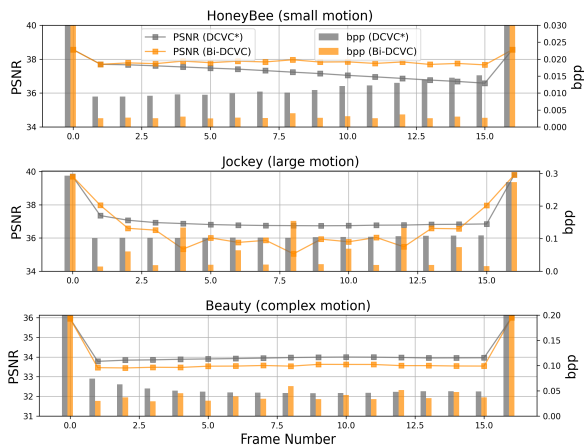 HoneyBee (small motion)
PSNR (DCVC*)
PSNR (Bi-DCVC)
bpp (DCVC*)
bpp (Bi-DCVC)
PSNR
40
38
36
34
bpp
0.030
0.025
0.020
0.015
0.010
0.005
0.000
0.0 2.5 5.0 7.5 10.0 12.5 15.0
Jockey (large motion)
PSNR
40
38
36
34
bpp
0.3
0.2
0.1
0.0
0.0 2.5 5.0 7.5 10.0 12.5 15.0
Beauty (complex motion)
PSNR
36
35
34
33
32
31
bpp
0.20
0.15
0.10
0.05
0.00
0.0 2.5 5.0 7.5 10.0 12.5 15.0
Frame Number